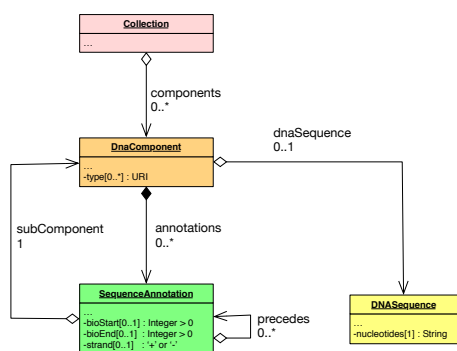 Collection
...
components
0..*
dnaSequence
0..1
DnaComponent
...
-type[0..*] : URI
subComponent
1
annotations
0..*
SequenceAnnotation
...
-bioStart[0..1] : Integer > 0
-bioEnd[0..1] : Integer > 0
-strand[0..1] : '+' or '-'
precedes
0..*
DNASequence
...
-nucleotides[1] : String